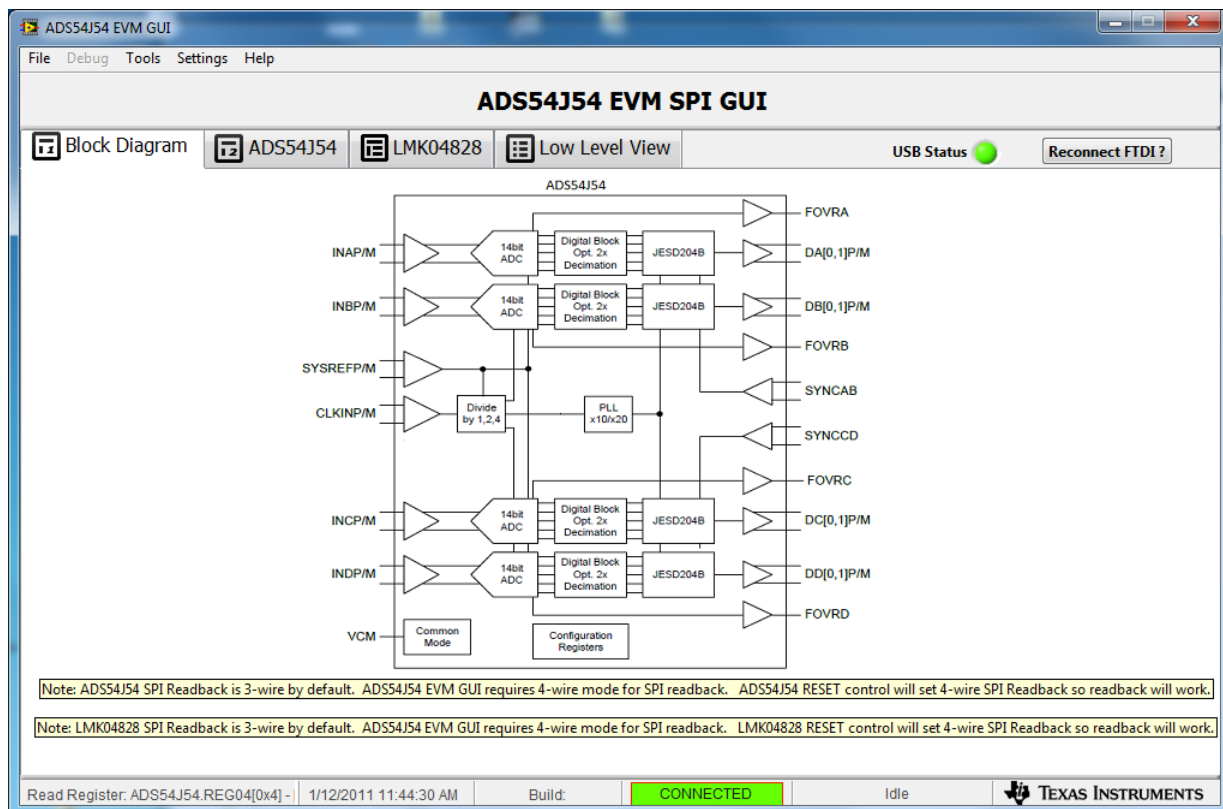 ADS54J54 EVM GUI
File Debug Tools Settings Help
ADS54J54 EVM SPI GUI
Block Diagram ADS54J54 LMK04828 Low Level View USB Status Reconnect FTDI ?
ADS54J54
FOVRA
INAP/M
14bit
ADC
Digital Block
Opt. 2x
Decimation
JESD204B
DA[0,1]P/M
INBP/M
14bit
ADC
Digital Block
Opt. 2x
Decimation
JESD204B
DB[0,1]P/M
FOVRB
SYSREFP/M
SYNCAB
CLKINP/M
Divide
by 1,2,4
PLL
x10/x20
SYNCCD
FOVRC
INCP/M
14bit
ADC
Digital Block
Opt. 2x
Decimation
JESD204B
DC[0,1]P/M
INDP/M
14bit
ADC
Digital Block
Opt. 2x
Decimation
JESD204B
DD[0,1]P/M
FOVRD
VCM
Common
Mode
Configuration
Registers
Note: ADS54J54 SPI Readback is 3-wire by default. ADS54J54 EVM GUI requires 4-wire mode for SPI readback. ADS54J54 RESET control will set 4-wire SPI Readback so readback will work.
Note: LMK04828 SPI Readback is 3-wire by default. ADS54J54 EVM GUI requires 4-wire mode for SPI readback. LMK04828 RESET control will set 4-wire SPI Readback so readback will work.
Read Register: ADS54J54.REG04[0x4] - 1/12/2011 11:44:30 AM Build: CONNECTED Idle TEXAS INSTRUMENTS